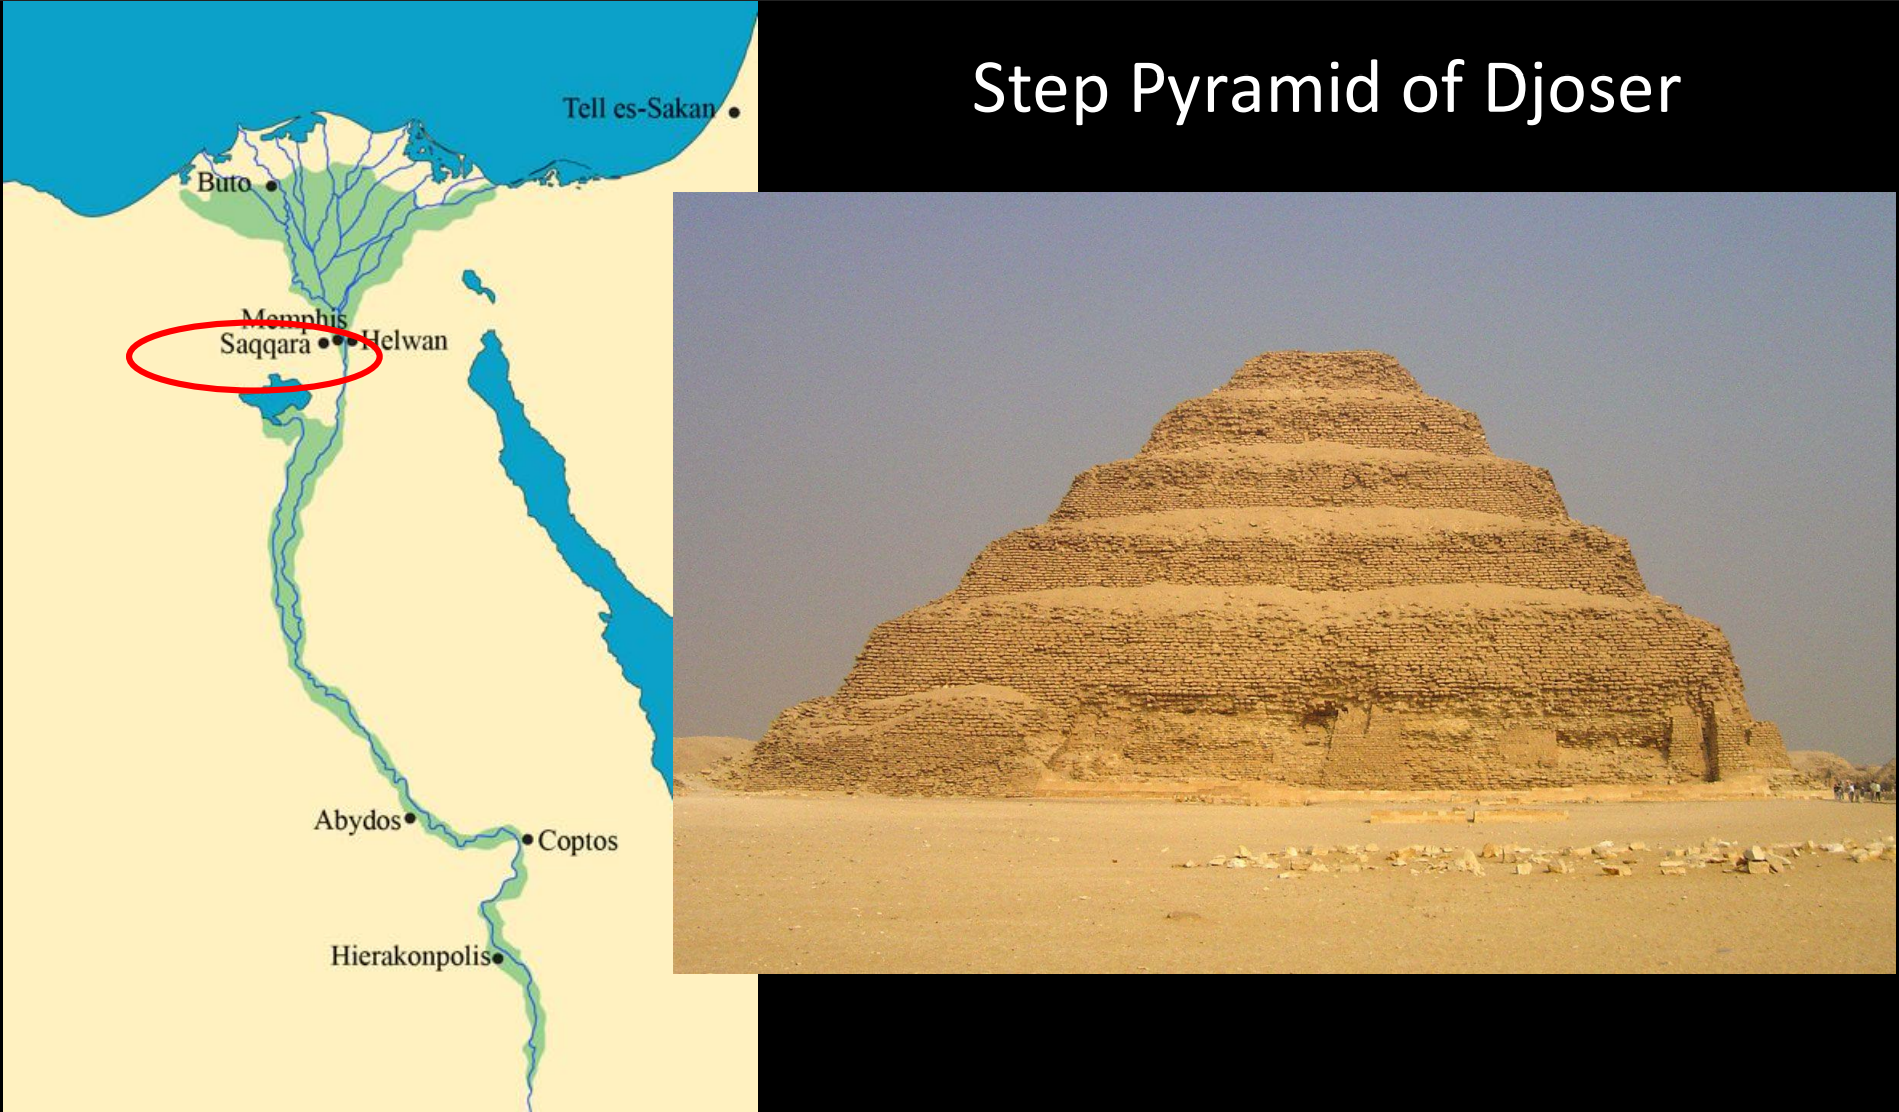 Step Pyramid of Djoser
Tell es-Sakan
Buto
Memphis
Saqqara
Helwan
Abydos
Coptos
Hierakonpolis